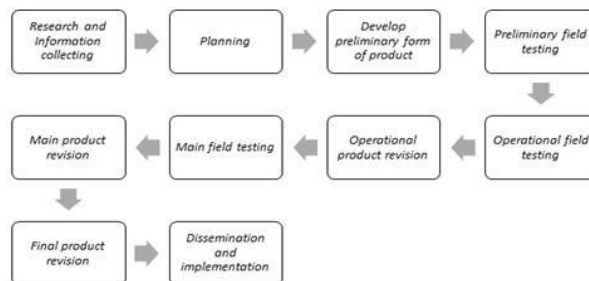 Research and
Information
collecting
Planning
Develop
preliminary form
of product
Preliminary field
testing
Operational field
testing
Operational
product revision
Main field testing
Main product
revision
Final product
revision
Dissemination
and
implementation